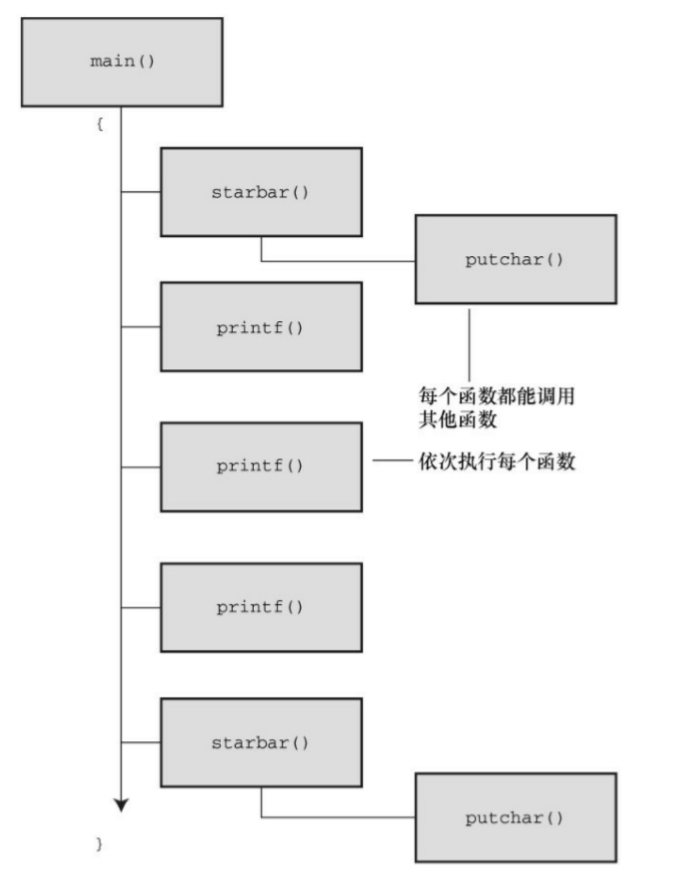 main()
{
starbar()
putchar()
printf()
每个函数都能调用
其他函数
printf()
依次执行每个函数
printf()
starbar()
putchar()
}